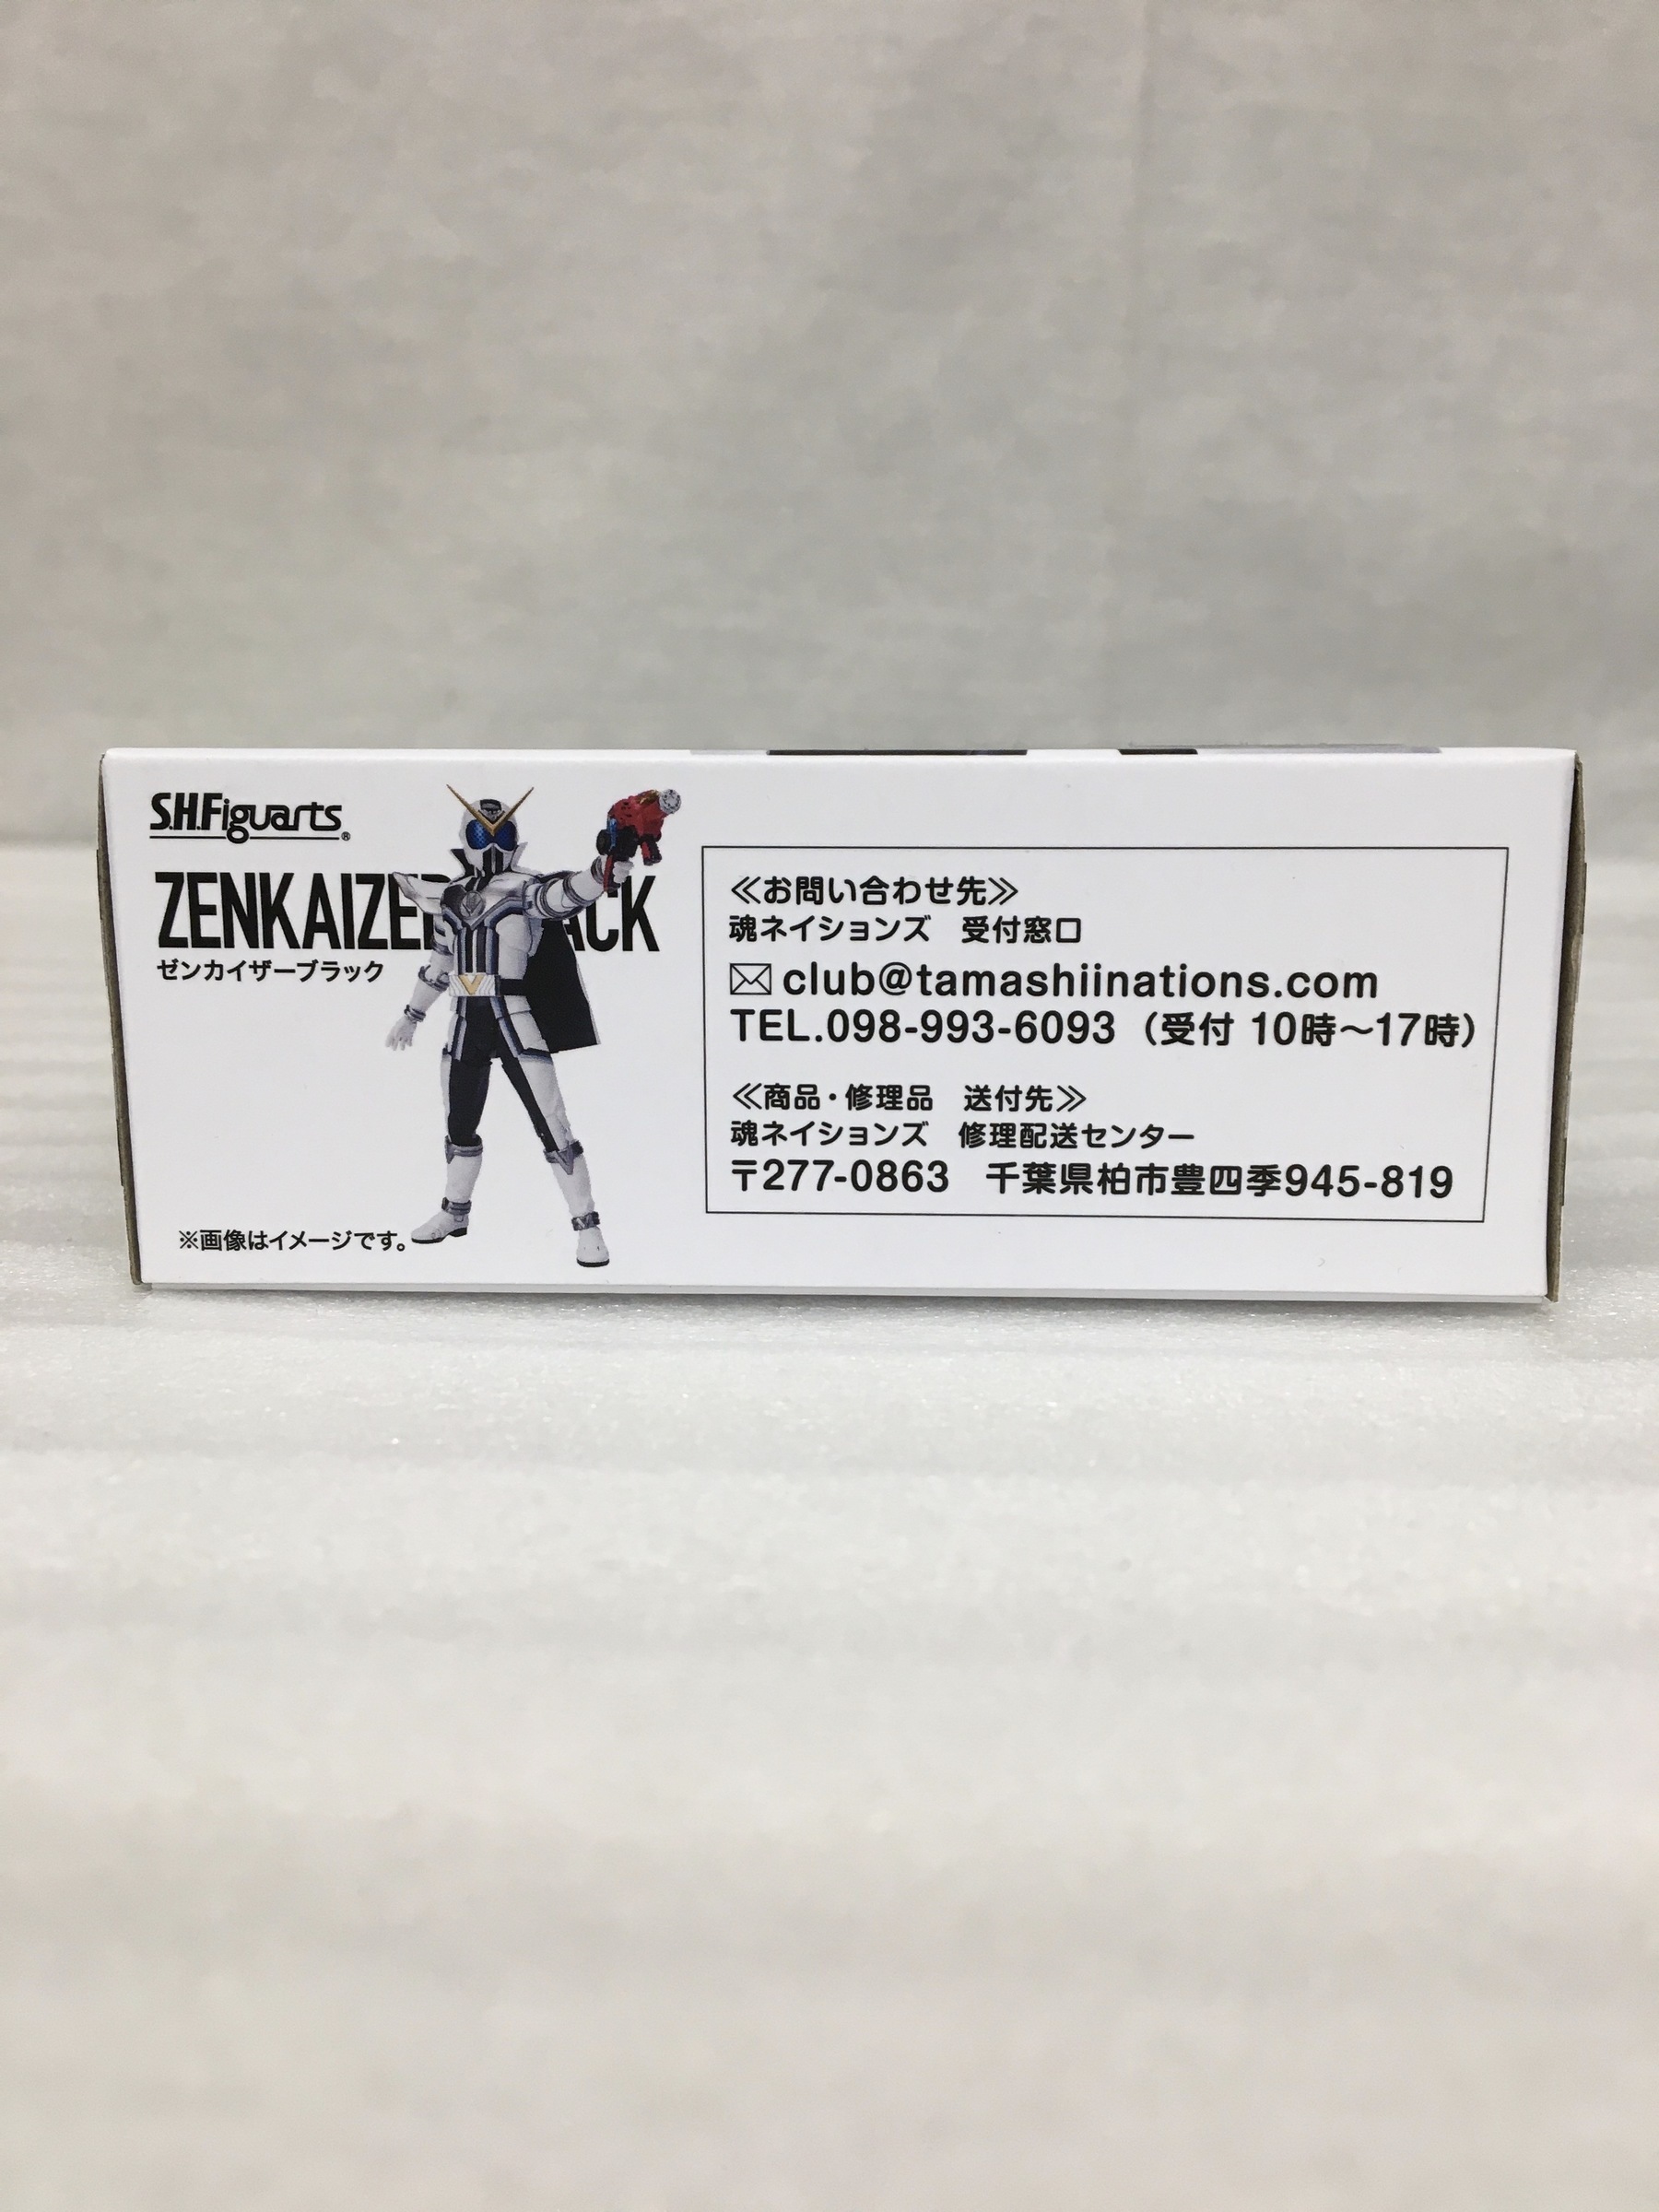 S.H.Figuarts®
ZENKAIZER BLACK
ゼンカイザーブラック
※画像はイメージです。
≪お問い合わせ先≫
魂ネイションズ　受付窓口
club@tamashiinations.com
TEL.098-993-6093（受付 10時～17時）
≪商品・修理品　送付先≫
魂ネイションズ　修理配送センター
〒277-0863　千葉県柏市豊四季945-819